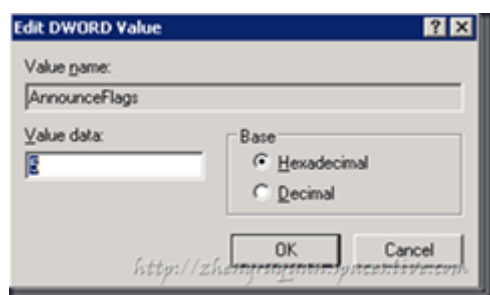 Edit DWORD Value
Value name:
AnnounceFlags
Value data:
Base
Hexadecimal
Decimal
OK
Cancel